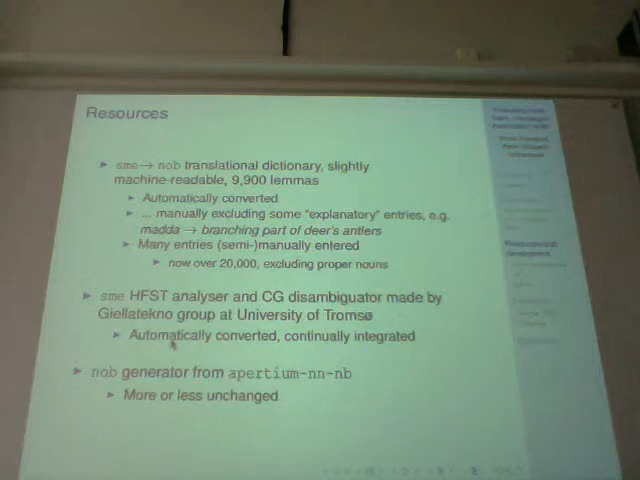 Resources
sme → nob translational dictionary, slightly
machine-readable, 9,900 lemmas
Automatically converted
... manually excluding some "explanatory" entries, e.g.
madda → branching part of deer's antlers
Many entries (semi-)manually entered
now over 20,000, excluding proper nouns
sme HFST analyser and CG disambiguator made by
Giellatekno group at University of Tromsø
Automatically converted, continually integrated
nob generator from apertium-nn-nb
More or less unchanged